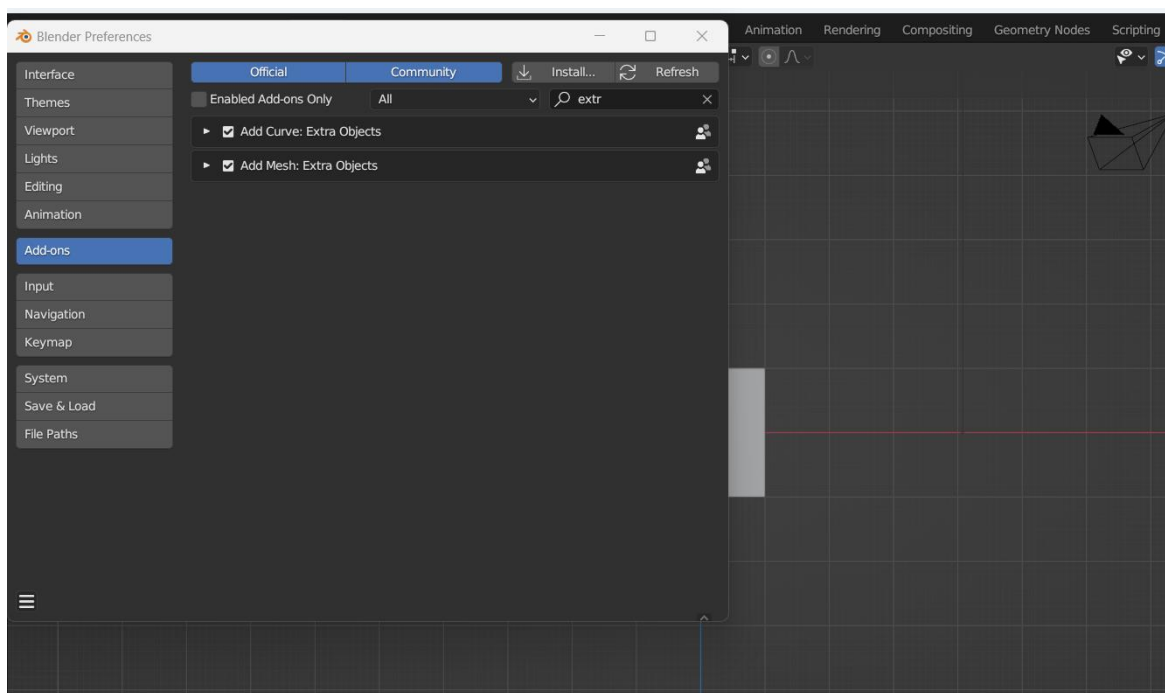 Blender Preferences
Animation Rendering Compositing Geometry Nodes Scripting
Interface
Themes
Viewport
Lights
Editing
Animation
Add-ons
Input
Navigation
Keymap
System
Save & Load
File Paths
Official Community Install... Refresh
Enabled Add-ons Only All extr
Add Curve: Extra Objects
Add Mesh: Extra Objects